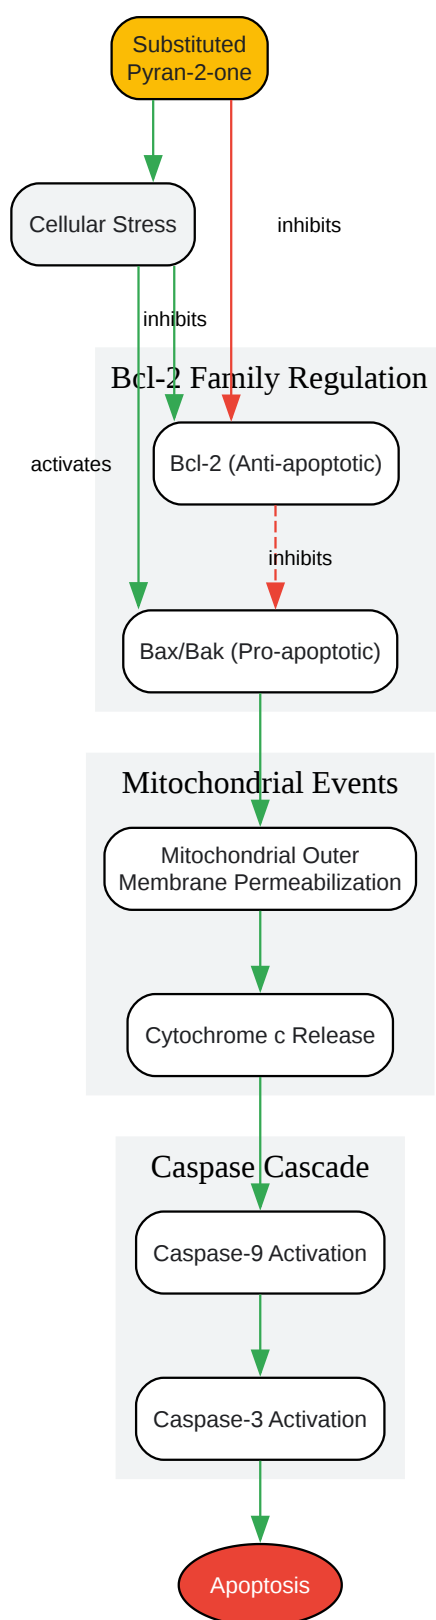 Substituted
Pyran-2-one
Cellular Stress
inhibits
inhibits
Bcl-2 Family Regulation
activates
Bcl-2 (Anti-apoptotic)
inhibits
Bax/Bak (Pro-apoptotic)
Mitochondrial Events
Mitochondrial Outer
Membrane Permeabilization
Cytochrome c Release
Caspase Cascade
Caspase-9 Activation
Caspase-3 Activation
Apoptosis